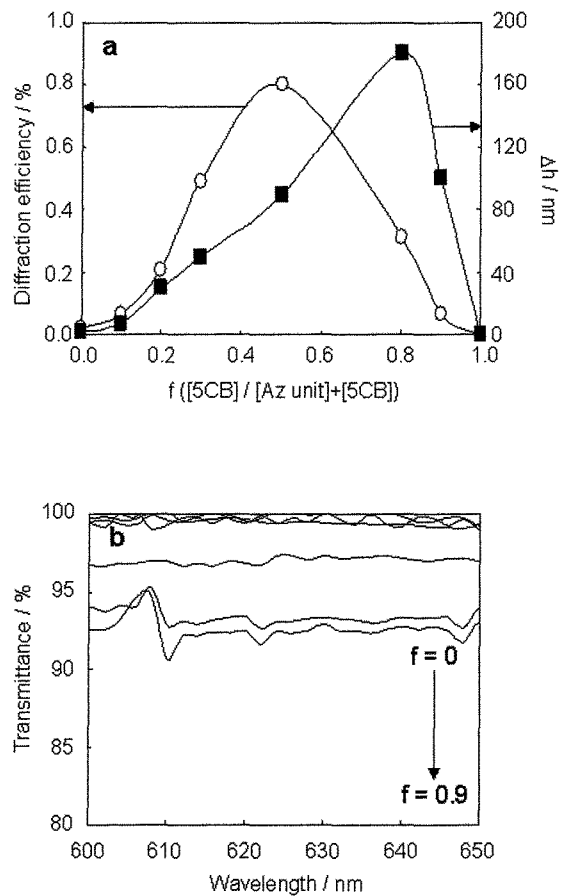 a
1.0
0.8
0.6
0.4
0.2
0.0
Diffraction efficiency / %
200
160
120
80
40
0
Δh / nm
0.0 0.2 0.4 0.6 0.8 1.0
f ([5CB] / [Az unit]+[5CB])
b
100
95
90
85
80
Transmittance / %
f = 0
f = 0.9
600 610 620 630 640 650
Wavelength / nm